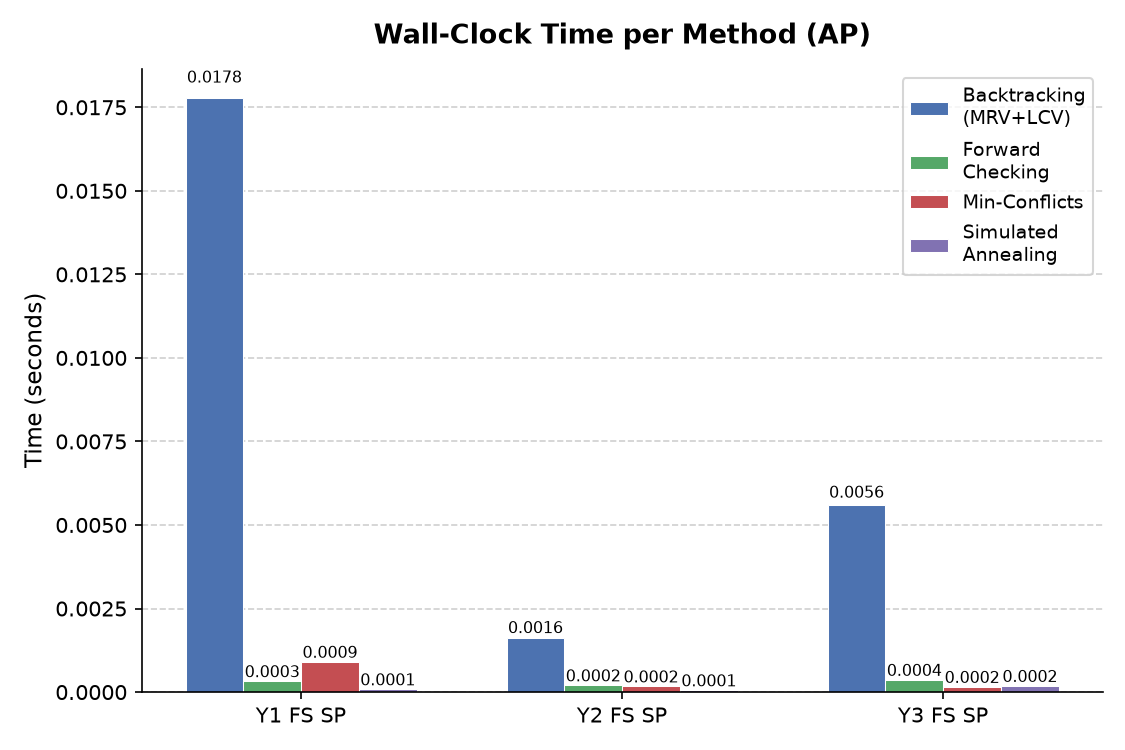 Wall-Clock Time per Method (AP)
Time (seconds)
0.0175
0.0150
0.0125
0.0100
0.0075
0.0050
0.0025
0.0000
0.0178
0.0003
0.0009
0.0001
0.0016
0.0002
0.0002
0.0001
0.0056
0.0004
0.0002
0.0002
Y1 FS SP
Y2 FS SP
Y3 FS SP
Backtracking
(MRV+LCV)
Forward
Checking
Min-Conflicts
Simulated
Annealing